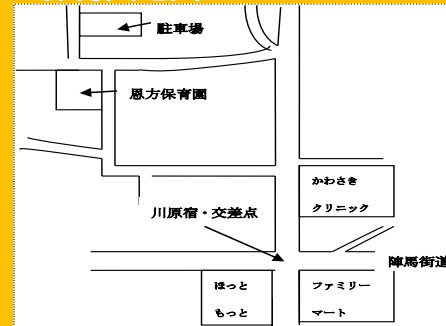 駐車場
恩方保育園
かわさき
クリニック
川原宿・交差点
陣馬街道
ほっと
もっと
ファミリー
マート